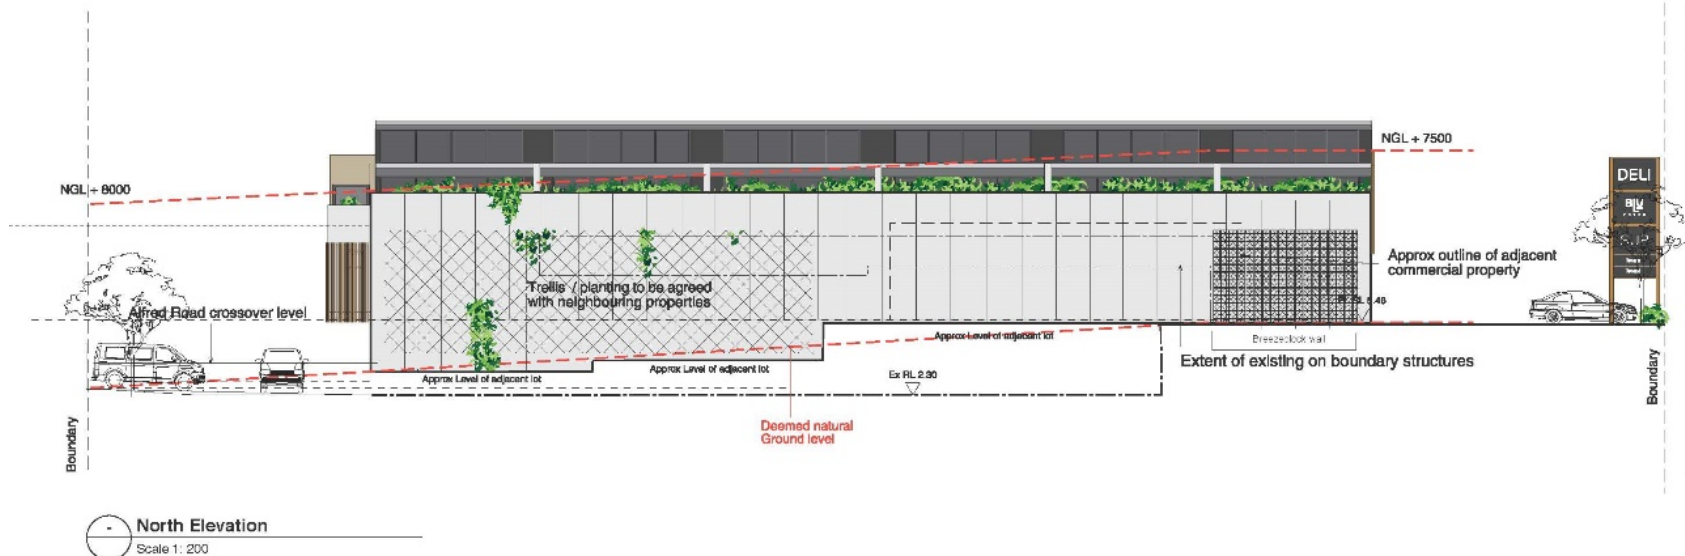 NGL + 7500
NGL + 8000
DELI
Approx outline of adjacent
commercial property
Trellis / planting to be agreed
with neighbouring properties
Alfred Road crossover level
Approx Level of adjacent lot
Breezeclock wall
Extent of existing on boundary structures
Approx Level of adjacent lot
Approx Level of adjacent lot
Ex RL 2.30
Deemed natural
Ground level
Boundary
Boundary
North Elevation
Scale 1: 200